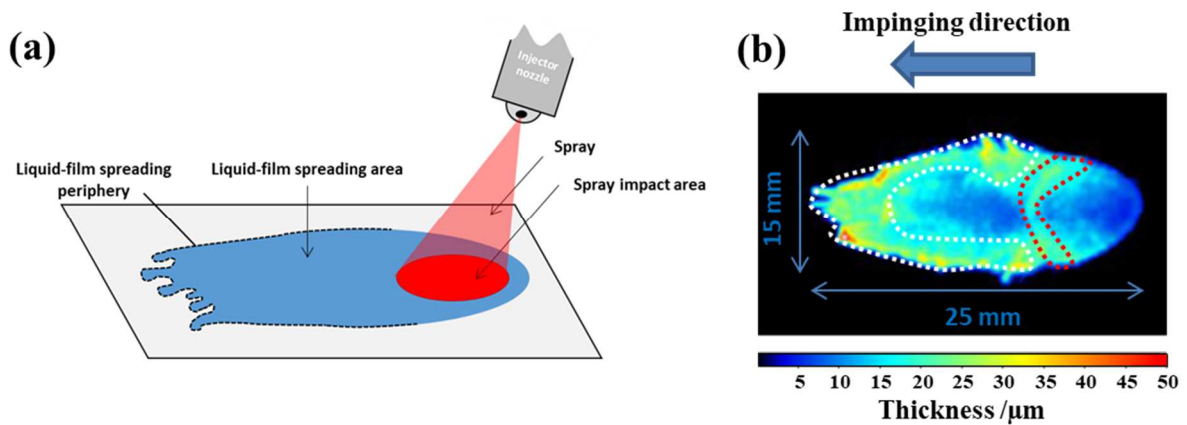 (a)
Injector
nozzle
Liquid-film spreading
periphery
Liquid-film spreading area
Spray
Spray impact area
(b)
Impinging direction
15 mm
25 mm
5 10 15 20 25 30 35 40 45 50
Thickness /μm